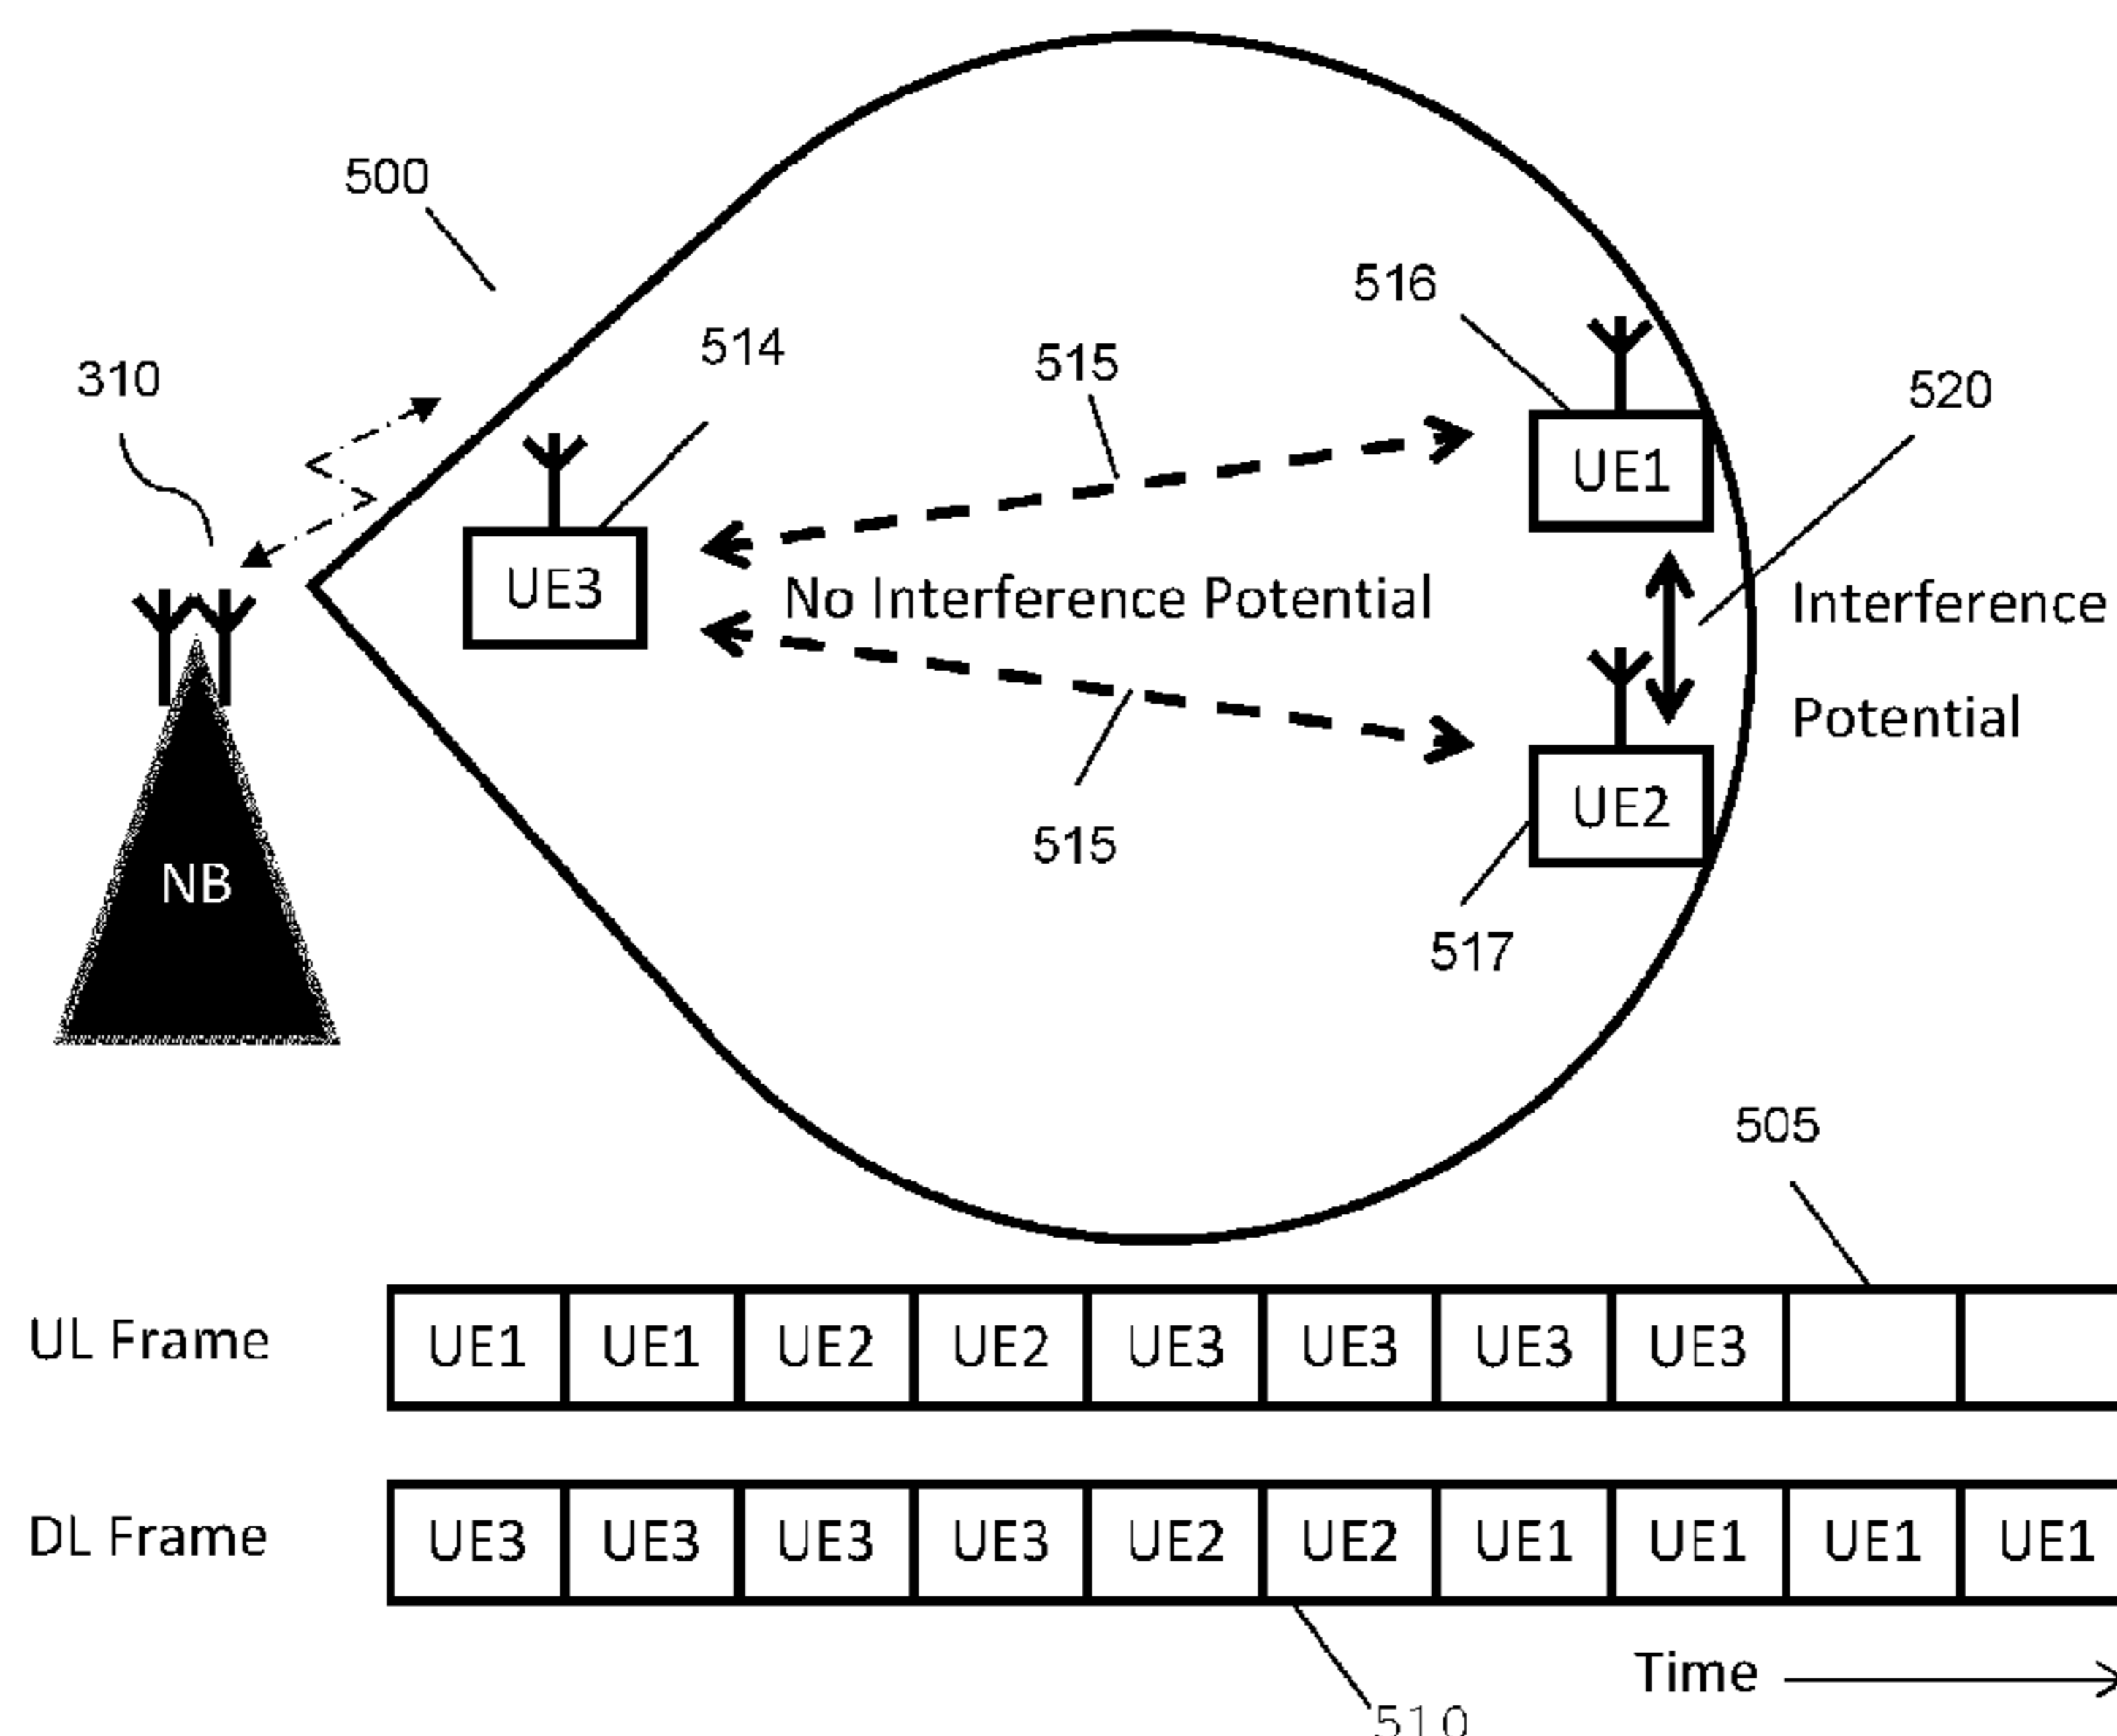 500
516
514
515
520
310
UE1
UE3
No Interference Potential
Interference
Potential
UE2
515
NB
517
505
UL Frame UE1 UE1 UE2 UE2 UE3 UE3 UE3 UE3
DL Frame UE3 UE3 UE3 UE3 UE2 UE2 UE1 UE1 UE1 UE1
Time
510